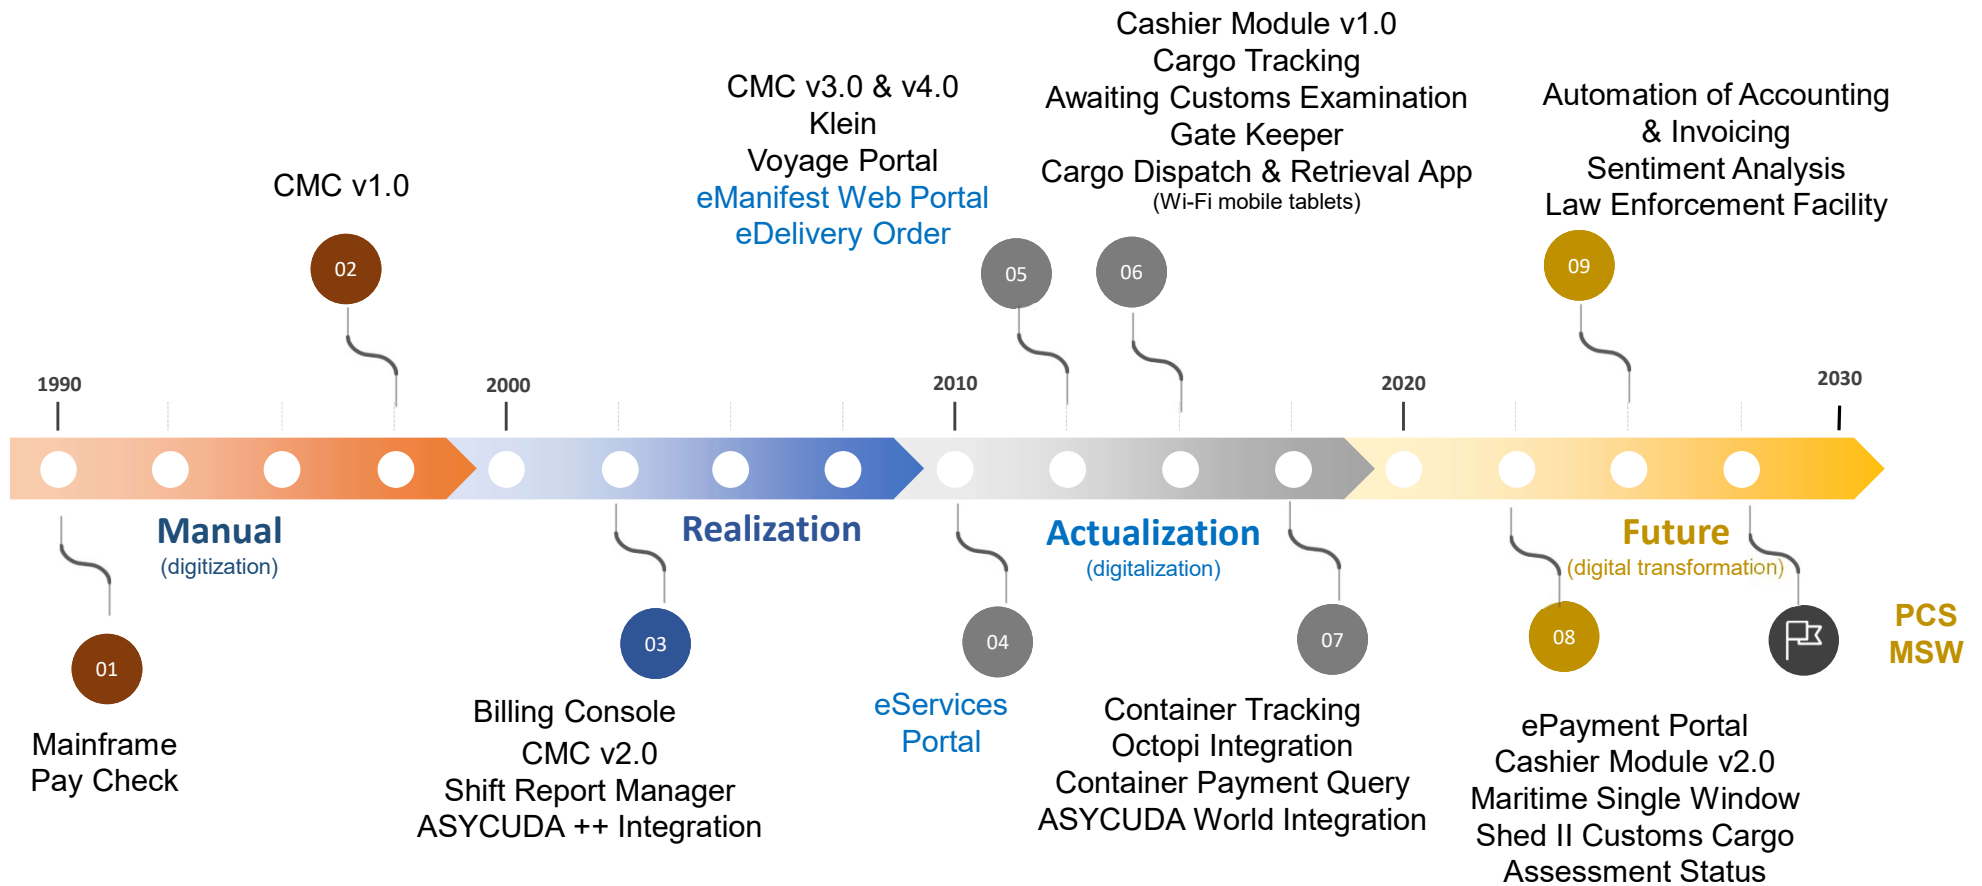 Cashier Module v1.0
Cargo Tracking
Awaiting Customs Examination
Gate Keeper
Cargo Dispatch & Retrieval App
(Wi-Fi mobile tablets)
CMC v3.0 & v4.0
Klein
Voyage Portal
eManifest Web Portal
eDelivery Order
Automation of Accounting
& Invoicing
Sentiment Analysis
Law Enforcement Facility
CMC v1.0
02
05
06
09
1990
2000
2010
2020
2030
Manual
(digitization)
Realization
Actualization
(digitalization)
Future
(digital transformation)
01
03
04
07
08
PCS
MSW
Mainframe
Pay Check
Billing Console
CMC v2.0
Shift Report Manager
ASYCUDA ++ Integration
eServices
Portal
Container Tracking
Octopi Integration
Container Payment Query
ASYCUDA World Integration
ePayment Portal
Cashier Module v2.0
Maritime Single Window
Shed II Customs Cargo
Assessment Status